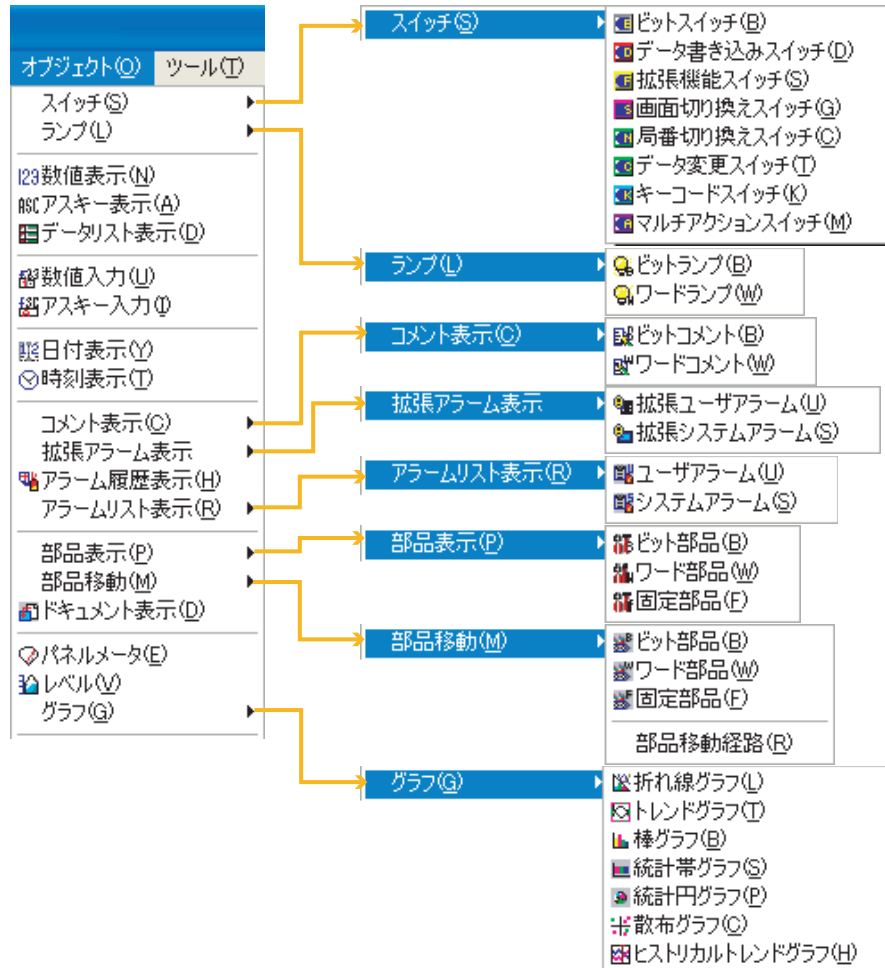 オブジェクト(O) ツール(T)
スイッチ(S)
ランプ(L)
123数値表示(N)
ASCアスキー表示(A)
データリスト表示(D)
数値入力(U)
アスキー入力(I)
日付表示(Y)
時刻表示(T)
コメント表示(C)
拡張アラーム表示
アラーム履歴表示(H)
アラームリスト表示(R)
部品表示(P)
部品移動(M)
ドキュメント表示(D)
パネルメータ(E)
レベル(V)
グラフ(G)
スイッチ(S)
ビットスイッチ(B)
データ書き込みスイッチ(D)
拡張機能スイッチ(S)
画面切り換えスイッチ(G)
局番切り換えスイッチ(C)
データ変更スイッチ(T)
キーコードスイッチ(K)
マルチアクションスイッチ(M)
ランプ(L)
ビットランプ(B)
ワードランプ(W)
コメント表示(C)
ビットコメント(B)
ワードコメント(W)
拡張アラーム表示
拡張ユーザアラーム(U)
拡張システムアラーム(S)
アラームリスト表示(R)
ユーザアラーム(U)
システムアラーム(S)
部品表示(P)
ビット部品(B)
ワード部品(W)
固定部品(F)
部品移動(M)
ビット部品(B)
ワード部品(W)
固定部品(F)
部品移動経路(R)
グラフ(G)
折れ線グラフ(L)
トレンドグラフ(T)
棒グラフ(B)
統計帯グラフ(S)
統計円グラフ(P)
散布グラフ(C)
ヒストリカルトレンドグラフ(H)